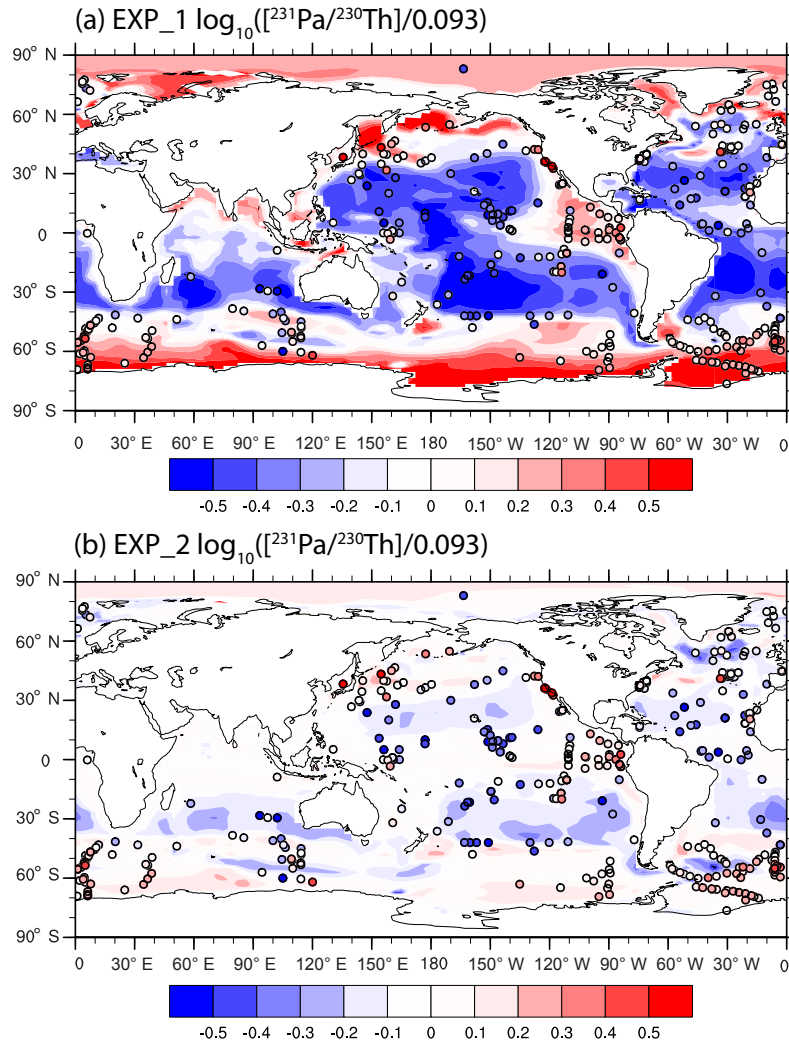 (a) EXP_1 log₁₀([²³¹Pa/²³⁰Th]/0.093)
90° N
60° N
30° N
0
30° S
60° S
90° S
0 30° E 60° E 90° E 120° E 150° E 180 150° W 120° W 90° W 60° W 30° W 0
-0.5 -0.4 -0.3 -0.2 -0.1 0 0.1 0.2 0.3 0.4 0.5
(b) EXP_2 log₁₀([²³¹Pa/²³⁰Th]/0.093)
90° N
60° N
30° N
0
30° S
60° S
90° S
0 30° E 60° E 90° E 120° E 150° E 180 150° W 120° W 90° W 60° W 30° W 0
-0.5 -0.4 -0.3 -0.2 -0.1 0 0.1 0.2 0.3 0.4 0.5